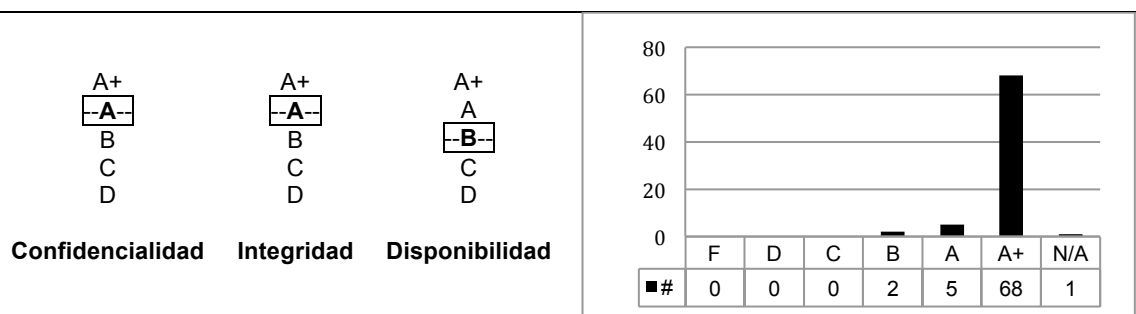 A+ A+ A+
--A-- --A-- A
B B --B--
C C C
D D D
Confidencialidad Integridad Disponibilidad
80
60
40
20
0
F D C B A A+ N/A
# 0 0 0 2 5 68 1